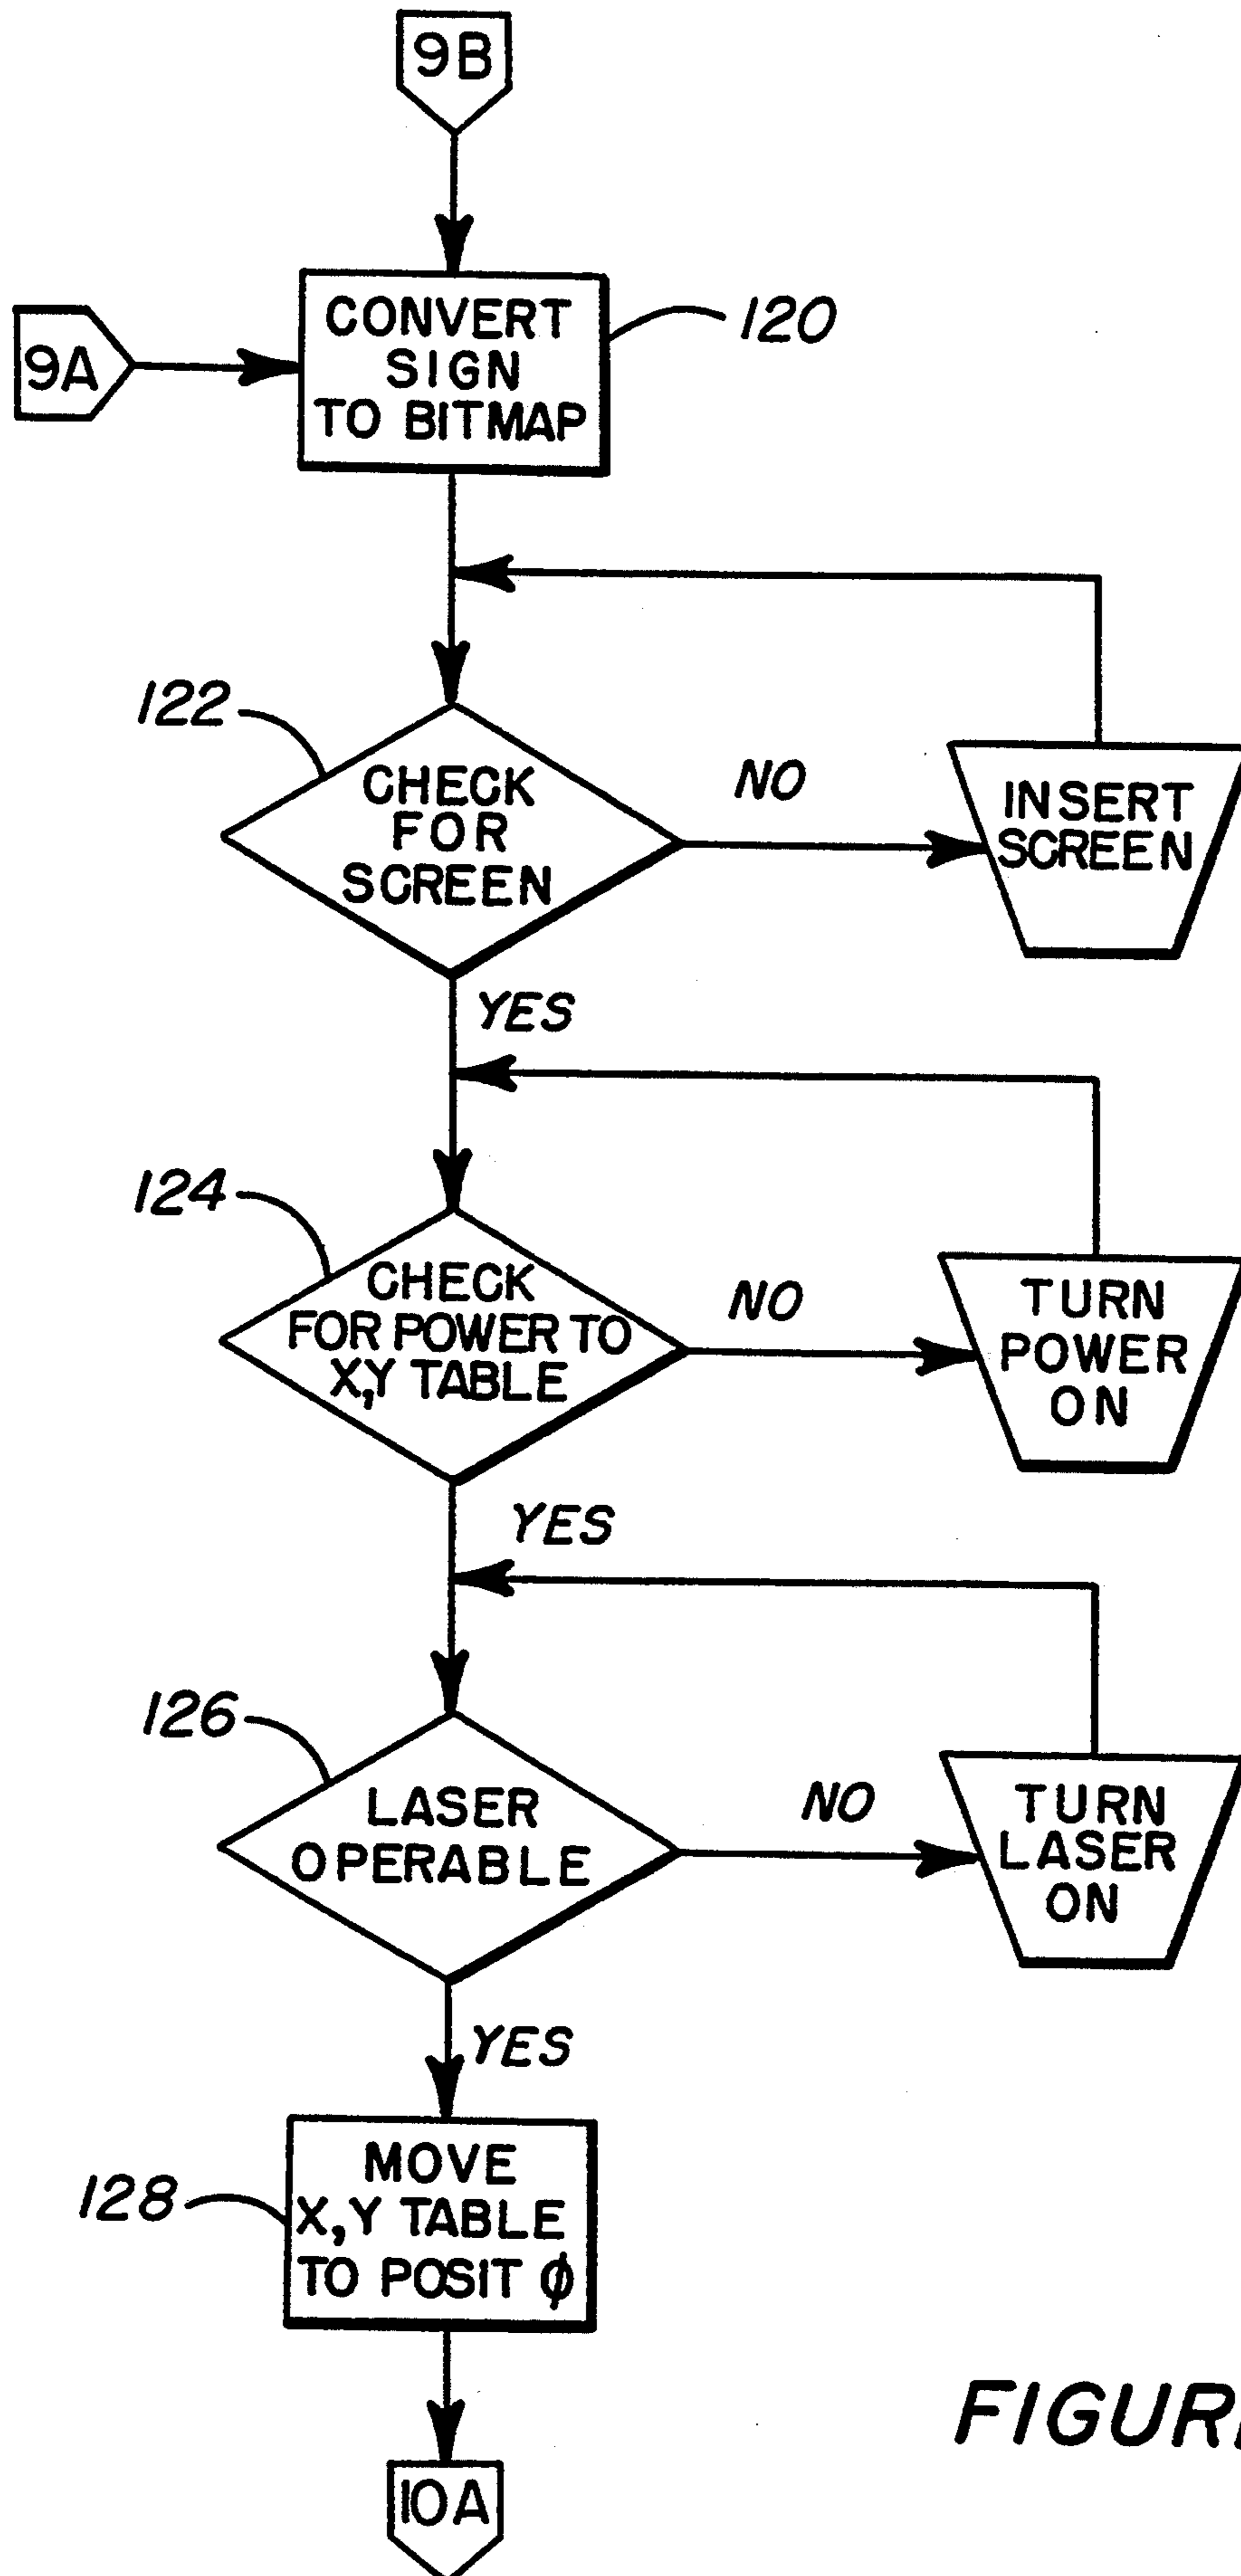 9B
9A
CONVERT
SIGN
TO BITMAP
120
122
CHECK
FOR
SCREEN
NO
INSERT
SCREEN
YES
124
CHECK
FOR POWER TO
X,Y TABLE
NO
TURN
POWER
ON
YES
126
LASER
OPERABLE
NO
TURN
LASER
ON
YES
128
MOVE
X,Y TABLE
TO POSIT ϕ
10A